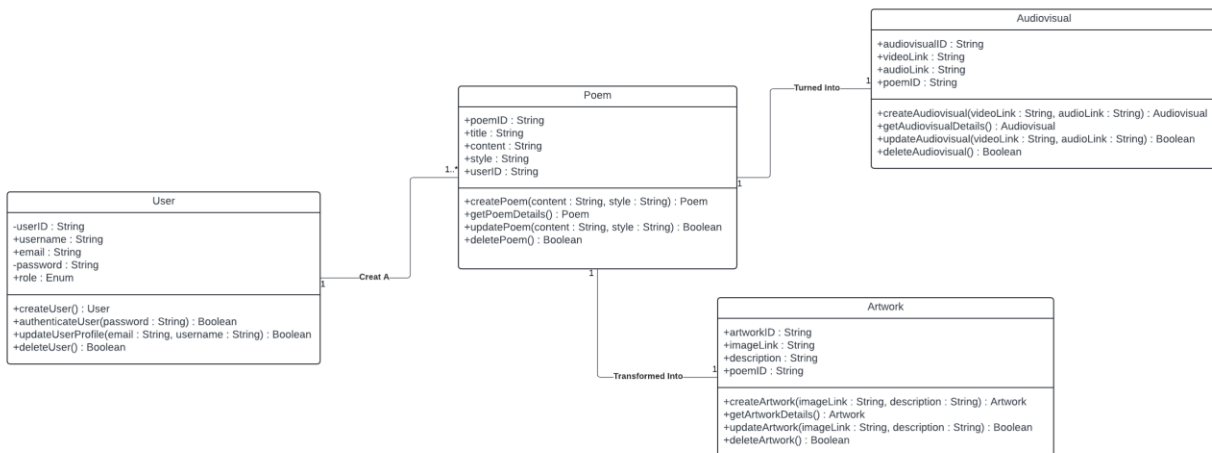 Audiovisual
+audiovisualID : String
+videoLink : String
+audioLink : String
+poemID : String
+createAudiovisual(videoLink : String, audioLink : String) : Audiovisual
+getAudiovisualDetails() : Audiovisual
+updateAudiovisual(videoLink : String, audioLink : String) : Boolean
+deleteAudiovisual() : Boolean
1
Turned Into
1
Poem
+poemID : String
+title : String
+content : String
+style : String
+userID : String
+createPoem(content : String, style : String) : Poem
+getPoemDetails() : Poem
+updatePoem(content : String, style : String) : Boolean
+deletePoem() : Boolean
1..*
Creat A
1
User
-userID : String
+username : String
+email : String
-password : String
+role : Enum
+createUser() : User
+authenticateUser(password : String) : Boolean
+updateUserProfile(email : String, username : String) : Boolean
+deleteUser() : Boolean
1
Transformed Into
1
Artwork
+artworkID : String
+imageLink : String
+description : String
+poemID : String
+createArtwork(imageLink : String, description : String) : Artwork
+getArtworkDetails() : Artwork
+updateArtwork(imageLink : String, description : String) : Boolean
+deleteArtwork() : Boolean